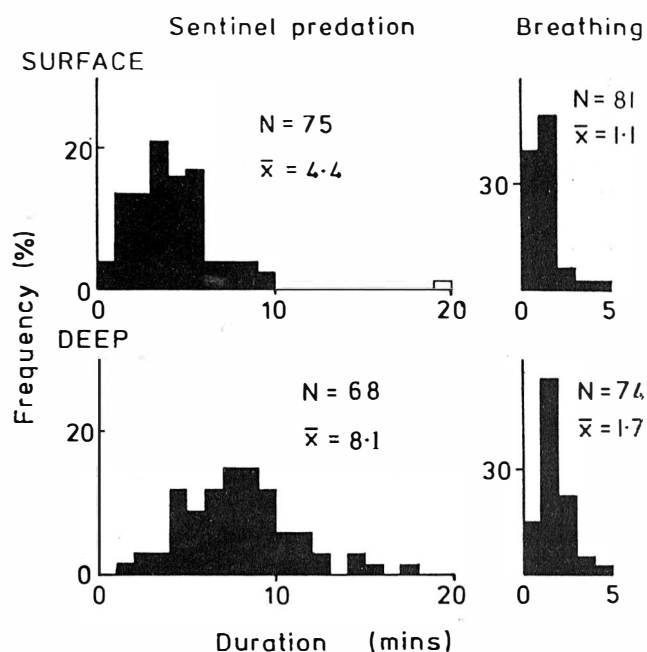 Sentinel predation Breathing
SURFACE
N = 75
x̄ = 4·4
N = 81
x̄ = 1·1
20
0
0 10 20
30
0 5
Frequency (%)
DEEP
N = 68
x̄ = 8·1
N = 74
x̄ = 1·7
20
0
0 10 20
30
0 5
Duration (mins)